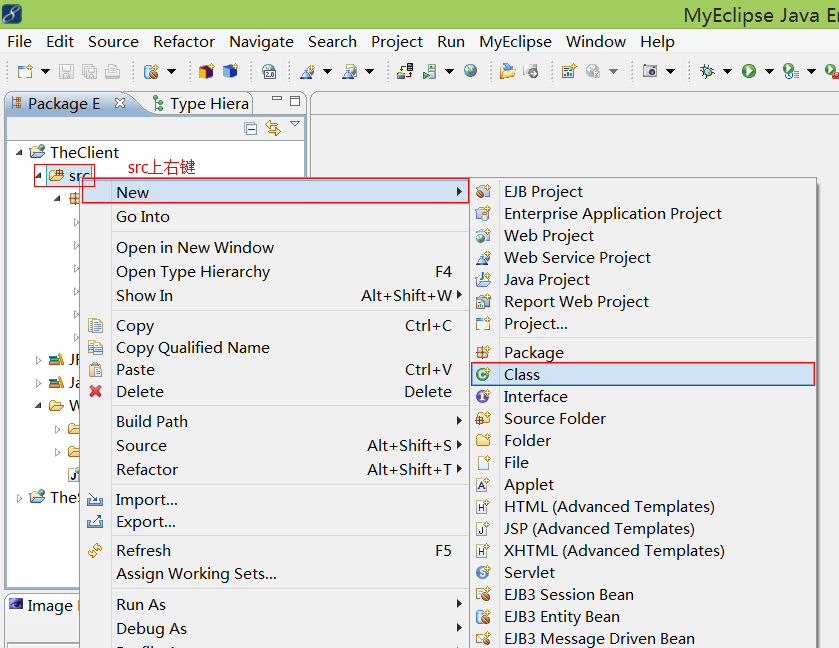 MyEclipse Java E
File Edit Source Refactor Navigate Search Project Run MyEclipse Window Help
Package E Type Hiera
TheClient
src上右键
src
New
Go Into
Open in New Window
Open Type Hierarchy F4
Show In Alt+Shift+W
Copy Ctrl+C
Copy Qualified Name
Paste Ctrl+V
Delete Delete
Build Path
Source Alt+Shift+S
Refactor Alt+Shift+T
Import...
Export...
Refresh F5
Assign Working Sets...
Run As
Debug As
EJB Project
Enterprise Application Project
Web Project
Web Service Project
Java Project
Report Web Project
Project...
Package
Class
Interface
Source Folder
Folder
File
Applet
HTML (Advanced Templates)
JSP (Advanced Templates)
XHTML (Advanced Templates)
Servlet
EJB3 Session Bean
EJB3 Entity Bean
EJB3 Message Driven Bean
Ja
W
TheS
Image